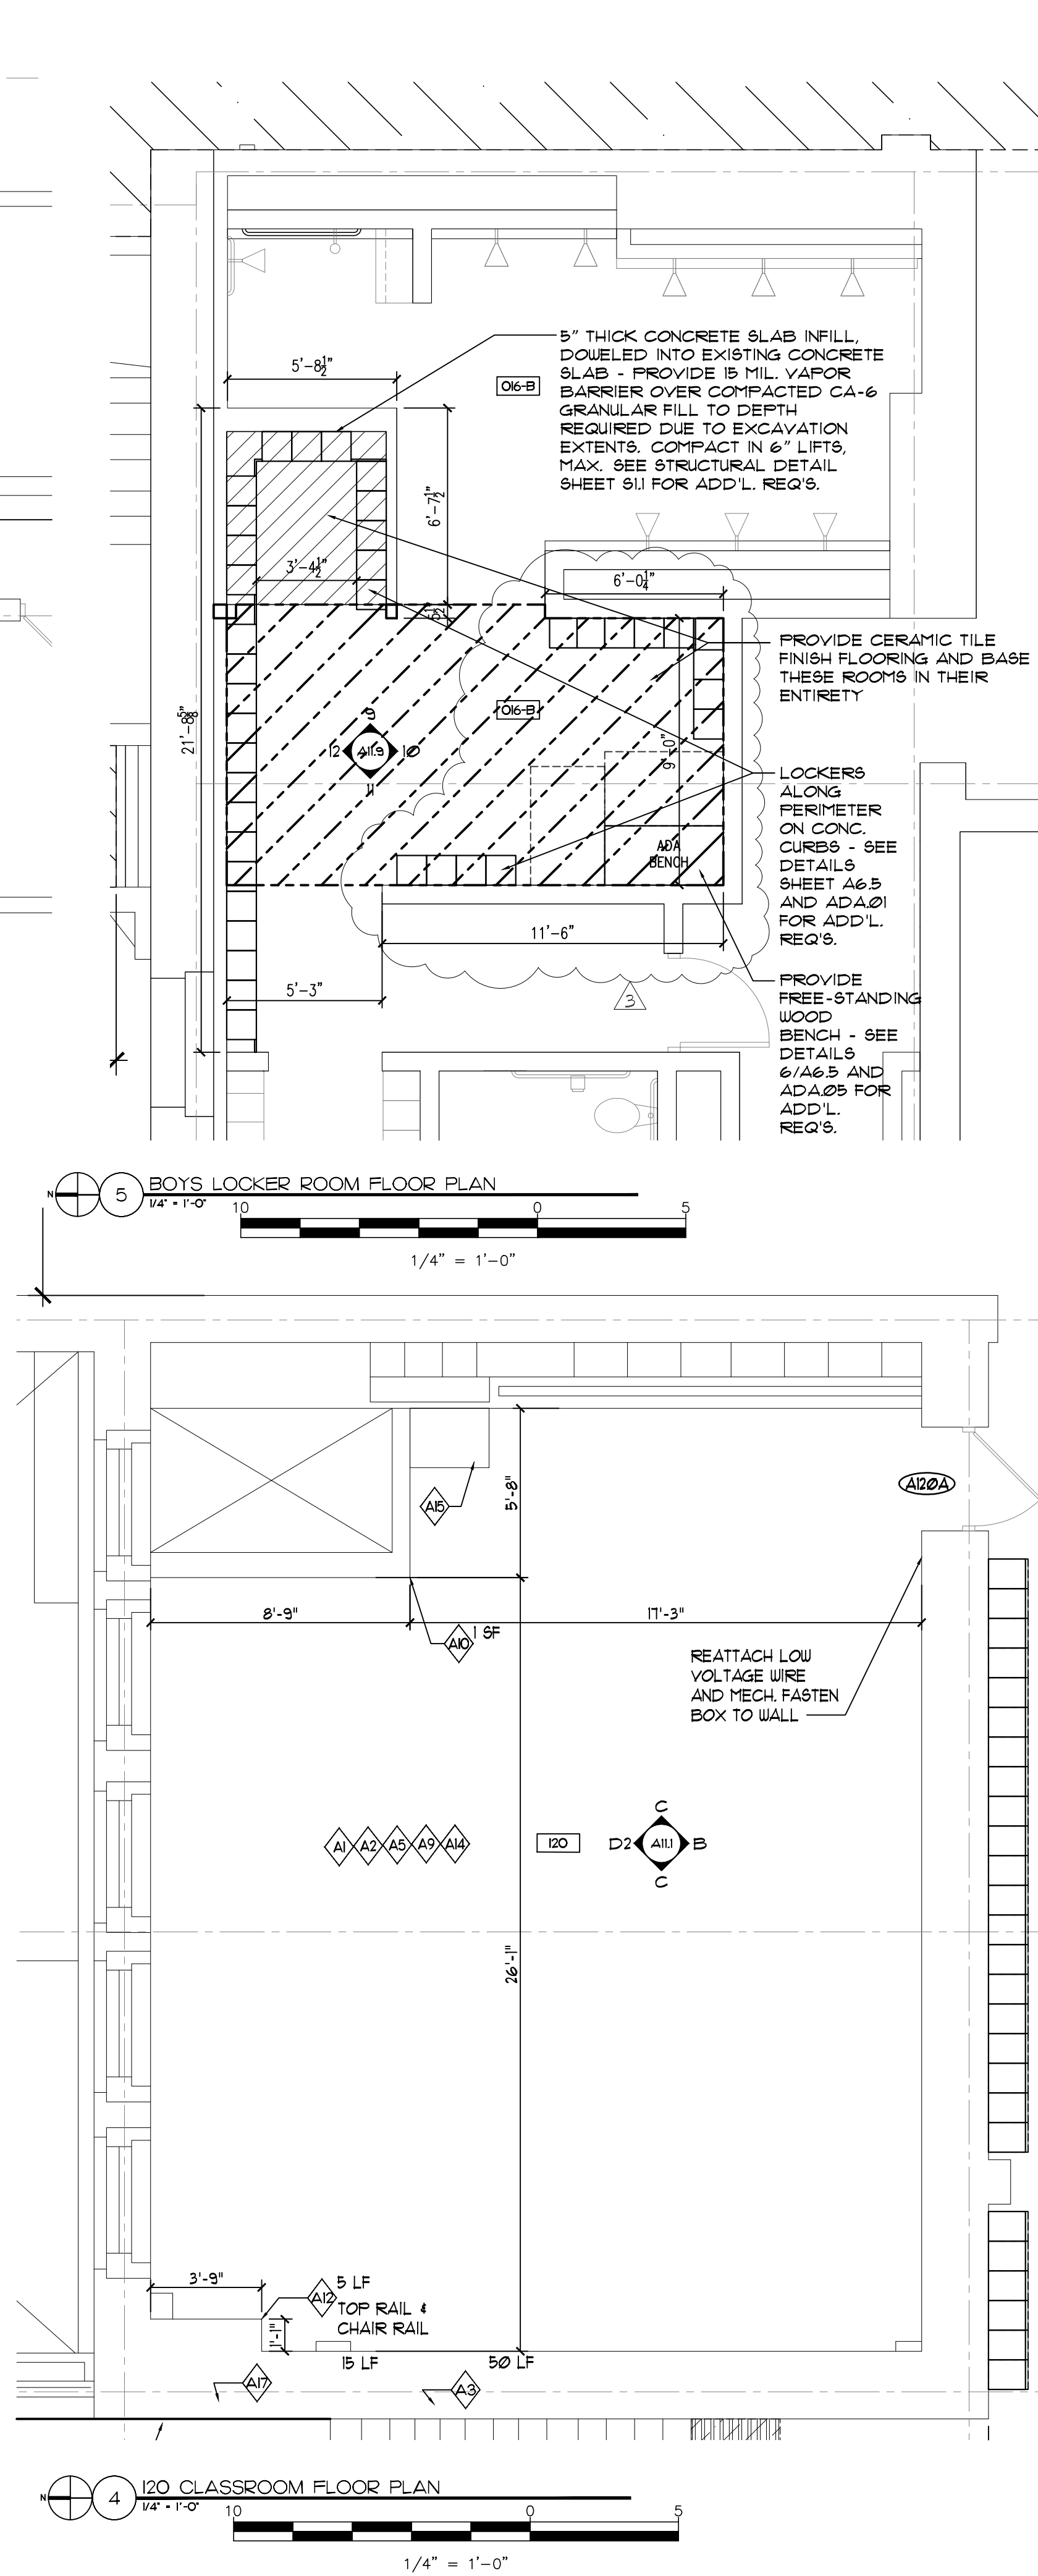 5'-8½"
5" THICK CONCRETE SLAB INFILL,
DOWELED INTO EXISTING CONCRETE
SLAB - PROVIDE 15 MIL. VAPOR
BARRIER OVER COMPACTED CA-6
GRANULAR FILL TO DEPTH
REQUIRED DUE TO EXCAVATION
EXTENTS. COMPACT IN 6" LIFTS,
MAX. SEE STRUCTURAL DETAIL
SHEET S1.1 FOR ADD'L. REQ'S.
016-B
6'-7½"
3'-4½"
5½"
6'-0¼"
PROVIDE CERAMIC TILE
FINISH FLOORING AND BASE
THESE ROOMS IN THEIR
ENTIRETY
016-B
21'-8⅝"
9
12 A11.9 10
11
9'-0"
LOCKERS
ALONG
PERIMETER
ON CONC.
CURBS - SEE
DETAILS
SHEET A6.5
AND ADA.01
FOR ADD'L.
REQ'S.
ADA
BENCH
11'-6"
5'-3"
3
PROVIDE
FREE-STANDING
WOOD
BENCH - SEE
DETAILS
6/A6.5 AND
ADA.05 FOR
ADD'L.
REQ'S.
N 5 BOYS LOCKER ROOM FLOOR PLAN
1/4" = 1'-0"
10 0 5
1/4" = 1'-0"
A15
5'-8"
A120A
8'-9"
17'-3"
A10 1 SF
REATTACH LOW
VOLTAGE WIRE
AND MECH. FASTEN
BOX TO WALL
A1 A2 A5 A9 A14
120
C
D2 A11.1 B
C
26'-1"
3'-9"
A12 5 LF
TOP RAIL &
CHAIR RAIL
1'-1"
15 LF
50 LF
A17
A3
N 4 120 CLASSROOM FLOOR PLAN
1/4" = 1'-0"
10 0 5
1/4" = 1'-0"